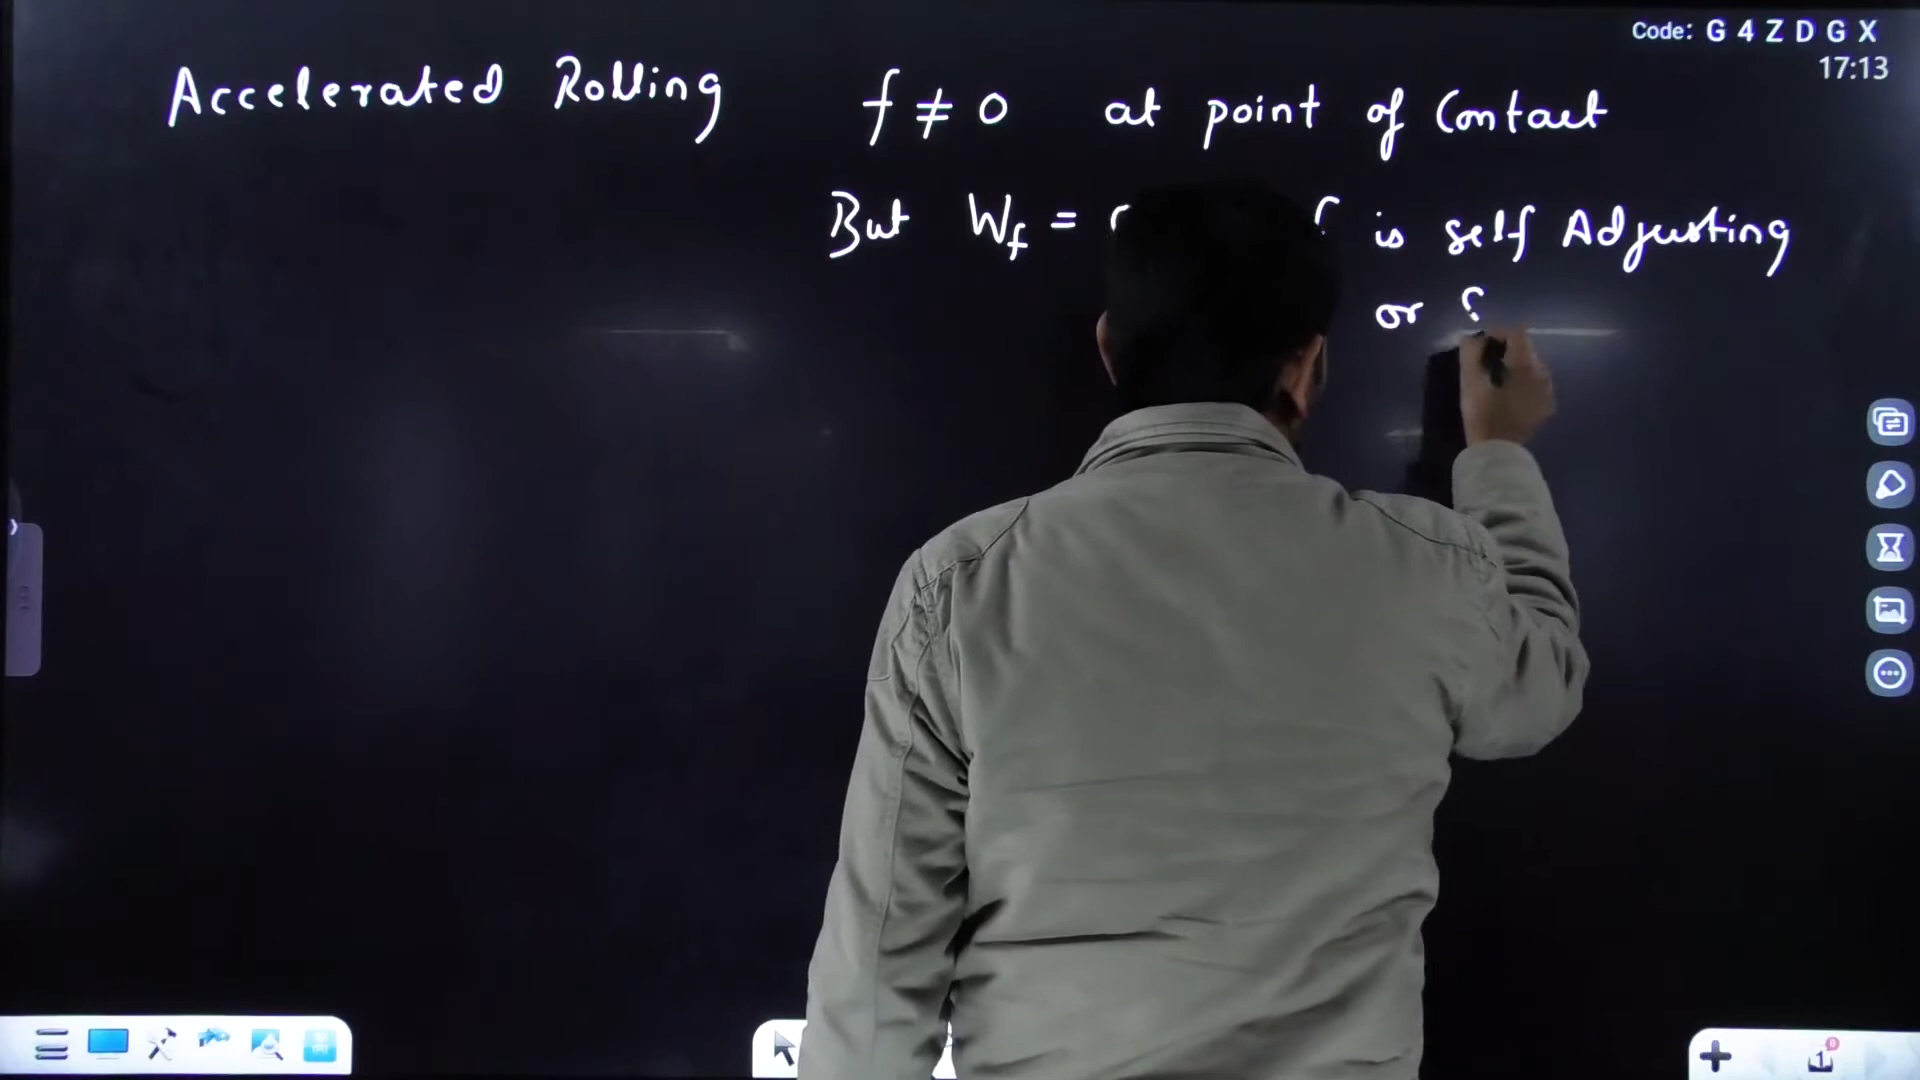 Code: G 4 Z D G X
17:13
Accelerated Rolling f ≠ 0 at point of Contact
But W_f = is self Adjusting
or